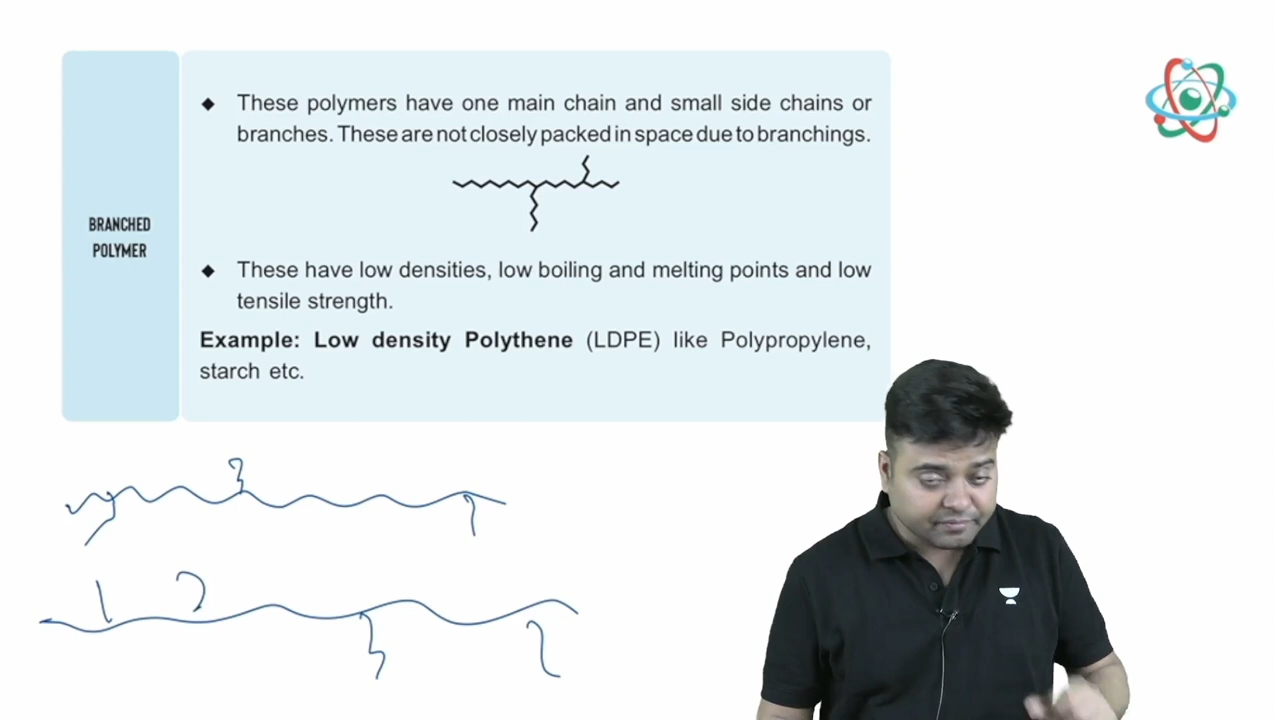 ◆ These polymers have one main chain and small side chains or
branches. These are not closely packed in space due to branchings.
BRANCHED
POLYMER
◆ These have low densities, low boiling and melting points and low
tensile strength.
Example: Low density Polythene (LDPE) like Polypropylene,
starch etc.